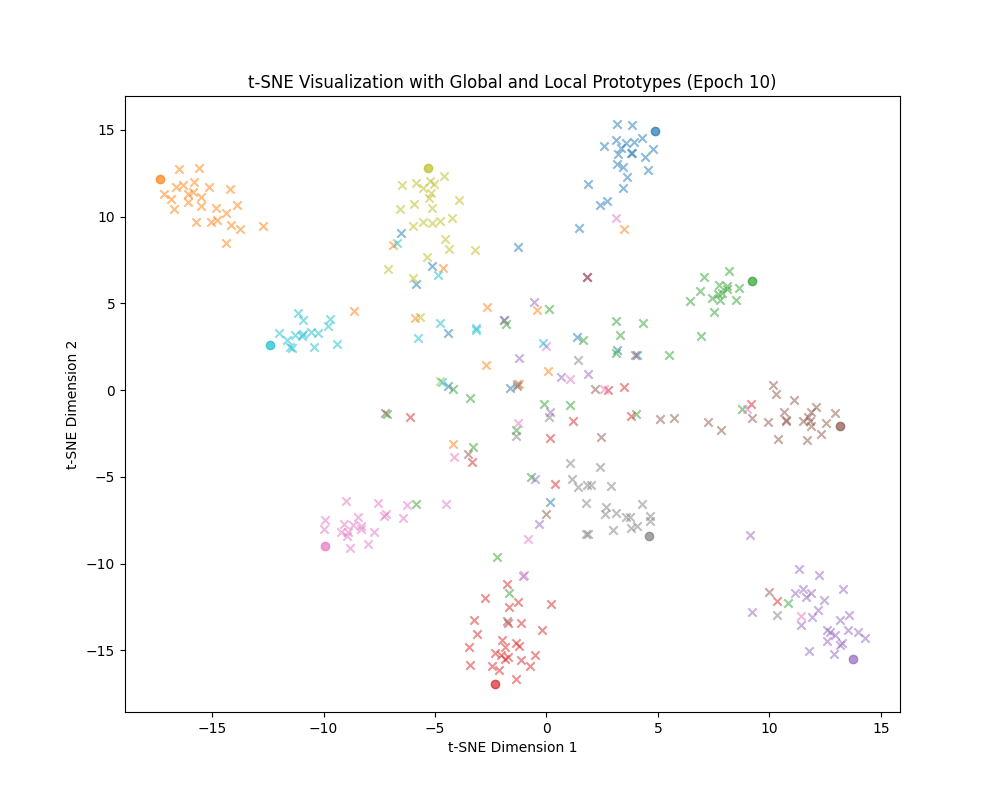 t-SNE Visualization with Global and Local Prototypes (Epoch 10)
15
10
5
0
−5
−10
−15
t-SNE Dimension 2
−15 −10 −5 0 5 10 15
t-SNE Dimension 1